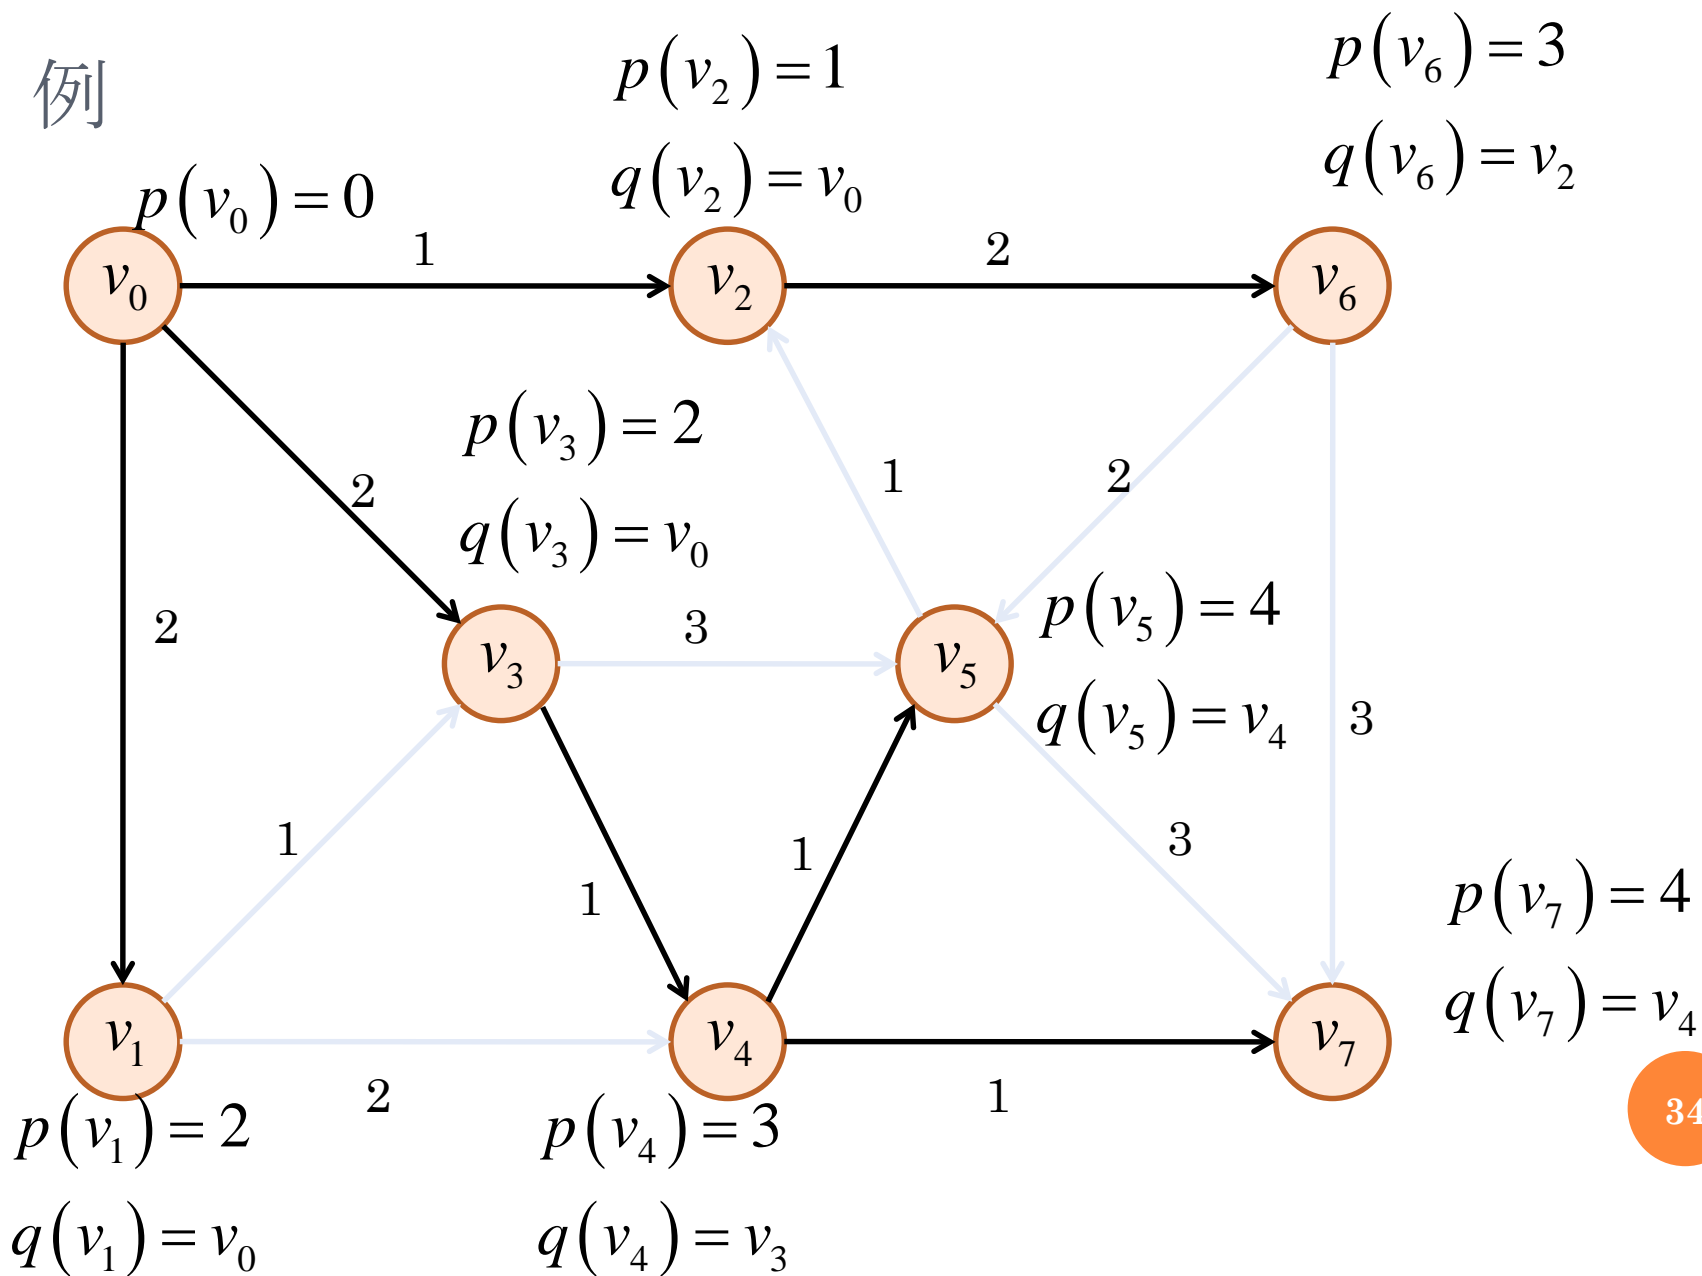 例
p(v₂) = 1
q(v₂) = v₀
p(v₆) = 3
q(v₆) = v₂
p(v₀) = 0
v₀
1
v₂
2
v₆
p(v₃) = 2
q(v₃) = v₀
2
1
2
2
v₃
3
v₅
p(v₅) = 4
q(v₅) = v₄
3
1
1
1
3
p(v₇) = 4
q(v₇) = v₄
v₁
2
v₄
1
v₇
p(v₁) = 2
q(v₁) = v₀
p(v₄) = 3
q(v₄) = v₃
34